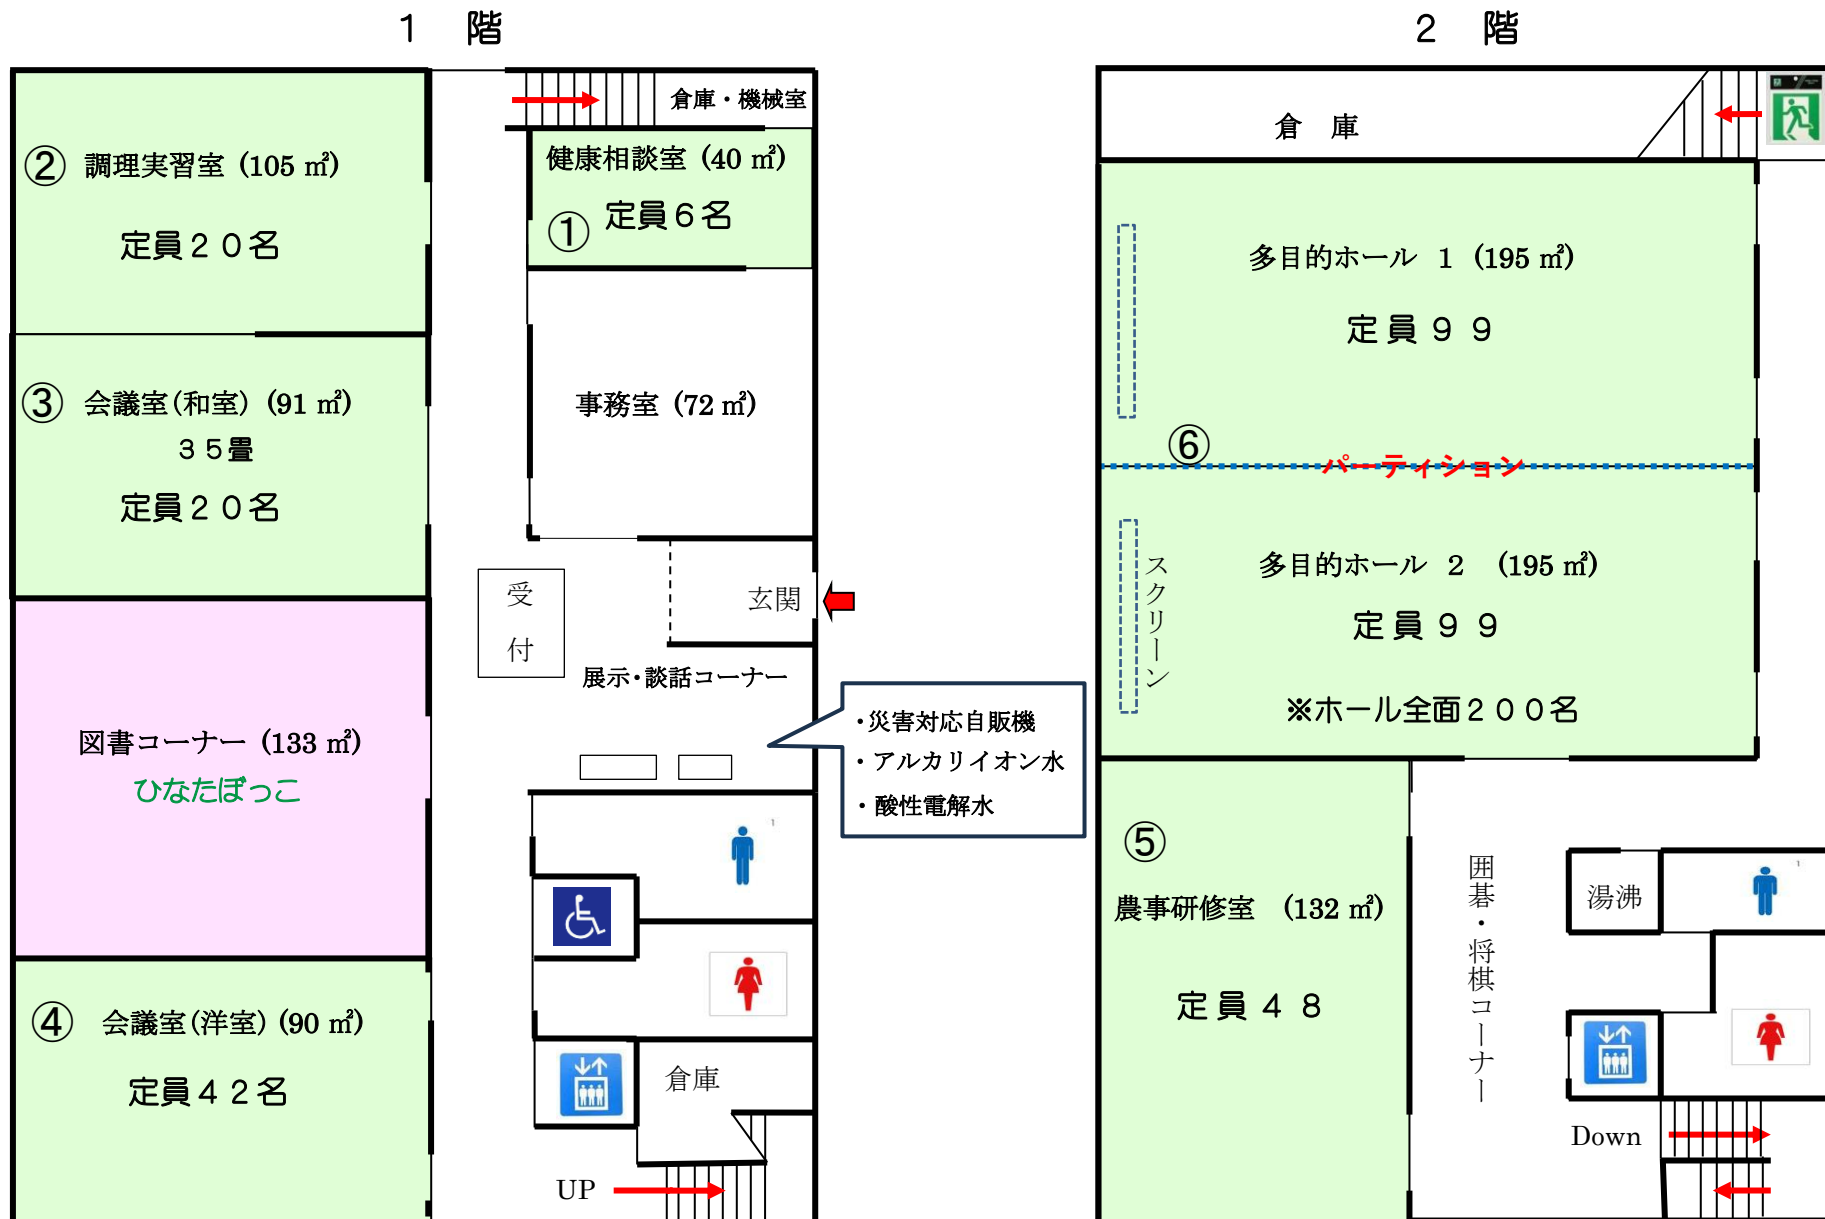 １　階
倉庫・機械室
② 調理実習室 (105 ㎡)
定員２０名
健康相談室 (40 ㎡)
① 定員６名
③ 会議室(和室) (91 ㎡)
３５畳
定員２０名
事務室 (72 ㎡)
受付
玄関
展示・談話コーナー
・災害対応自販機
・アルカリイオン水
・酸性電解水
図書コーナー (133 ㎡)
ひなたぼっこ
1
④ 会議室(洋室) (90 ㎡)
定員４２名
倉庫
UP
２　階
倉　庫
多目的ホール 1 (195 ㎡)
定員９９
⑥
パーティション
スクリーン
多目的ホール 2 (195 ㎡)
定員９９
※ホール全面２００名
⑤
農事研修室 (132 ㎡)
定員４８
囲碁・将棋コーナー
湯沸
1
Down